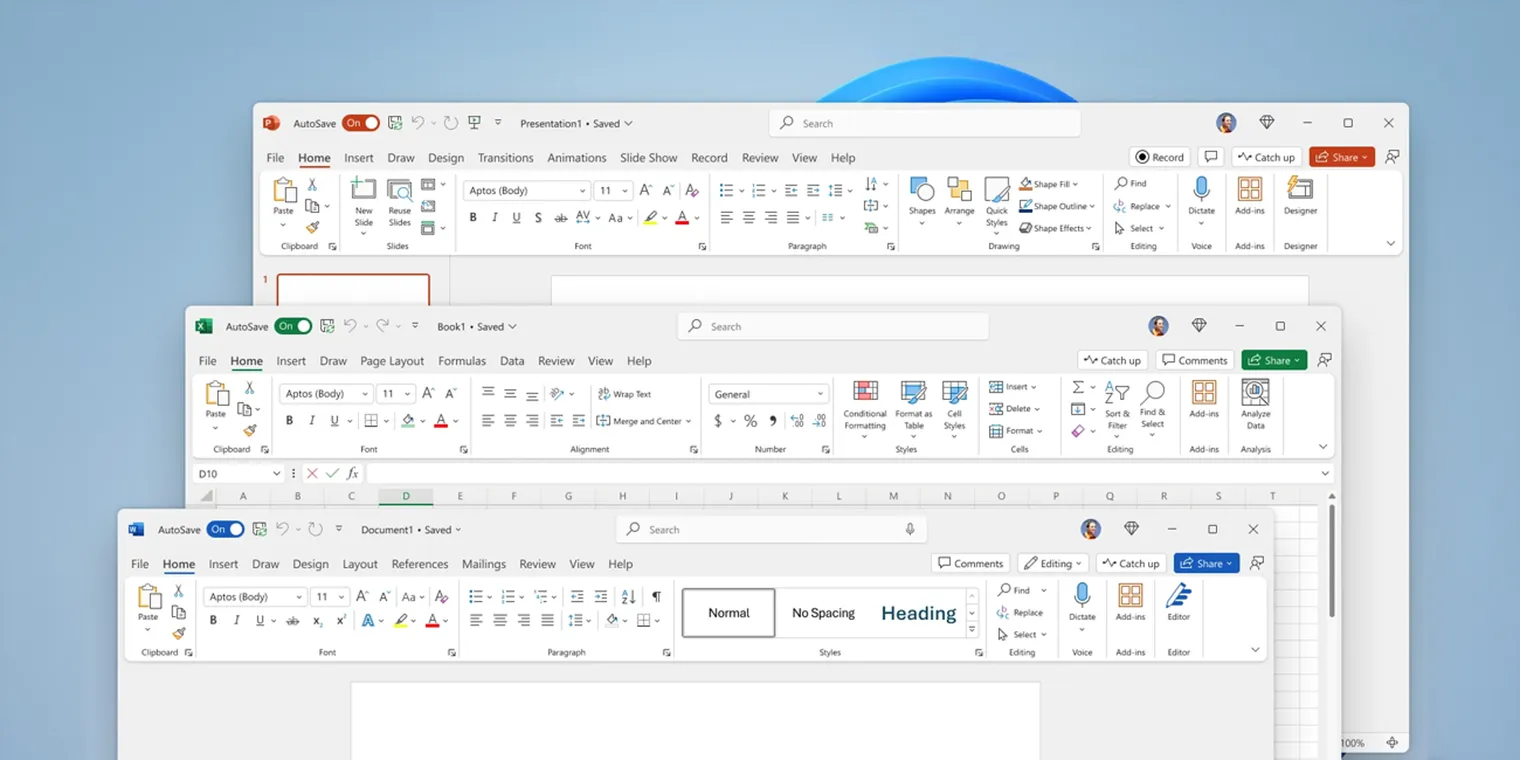 AutoSave On Presentation1 • Saved Search
File Home Insert Draw Design Transitions Animations Slide Show Record Review View Help Record Catch up Share
Paste New Slide Reuse Slides Aptos (Body) 11 Shapes Arrange Quick Styles Shape Fill Find Dictate Add-ins Designer
Shape Outline Replace
B I U S ab AV Aa A Shape Effects Select
Clipboard Slides Font Paragraph Drawing Editing Voice Add-ins Designer
1
AutoSave On Book1 • Saved Search
File Home Insert Draw Page Layout Formulas Data Review View Help Catch up Comments Share
Paste Aptos (Body) 11 Wrap Text General Conditional Formatting Format as Table Cell Styles Insert Sort & Filter Find & Select Add-ins Analyze Data
Delete
B I U A Merge and Center $ % Format
Clipboard Font Alignment Number Styles Cells Editing Add-ins Analysis
D10 fx
A B C D E F G H I J K L M N O P Q R S T
AutoSave On Document1 • Saved Search
File Home Insert Draw Design Layout References Mailings Review View Help Comments Editing Catch up Share
Paste Aptos (Body) 11 Aa Normal No Spacing Heading Find Dictate Add-ins Editor
Replace
B I U ab x₂ x² A A Select
Clipboard Font Paragraph Styles Editing Voice Add-ins Editor
100%